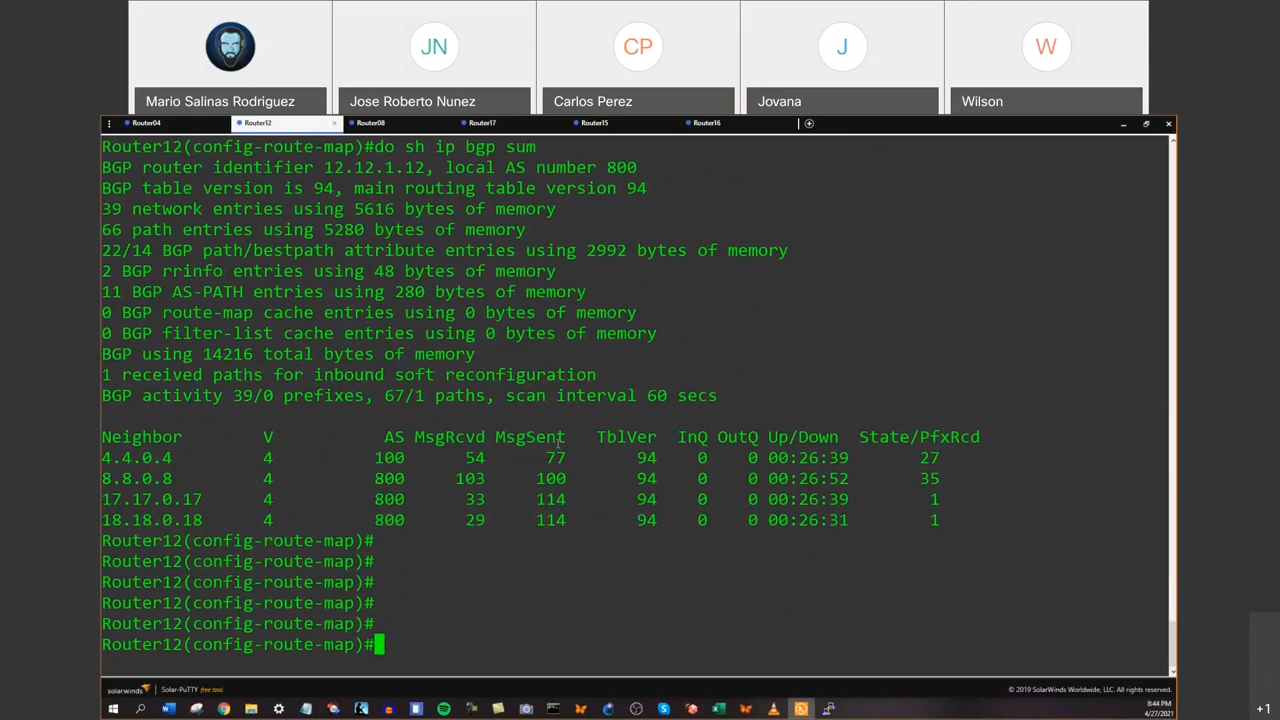 JN
CP
J
W
Mario Salinas Rodriguez
Jose Roberto Nunez
Carlos Perez
Jovana
Wilson
Router04
Router12
Router08
Router17
Router15
Router16
Router12(config-route-map)#do sh ip bgp sum
BGP router identifier 12.12.1.12, local AS number 800
BGP table version is 94, main routing table version 94
39 network entries using 5616 bytes of memory
66 path entries using 5280 bytes of memory
22/14 BGP path/bestpath attribute entries using 2992 bytes of memory
2 BGP rrinfo entries using 48 bytes of memory
11 BGP AS-PATH entries using 280 bytes of memory
0 BGP route-map cache entries using 0 bytes of memory
0 BGP filter-list cache entries using 0 bytes of memory
BGP using 14216 total bytes of memory
1 received paths for inbound soft reconfiguration
BGP activity 39/0 prefixes, 67/1 paths, scan interval 60 secs
Neighbor V AS MsgRcvd MsgSent TblVer InQ OutQ Up/Down State/PfxRcd
4.4.0.4 4 100 54 77 94 0 0 00:26:39 27
8.8.0.8 4 800 103 100 94 0 0 00:26:52 35
17.17.0.17 4 800 33 114 94 0 0 00:26:39 1
18.18.0.18 4 800 29 114 94 0 0 00:26:31 1
Router12(config-route-map)#
Router12(config-route-map)#
Router12(config-route-map)#
Router12(config-route-map)#
Router12(config-route-map)#
Router12(config-route-map)#
solarwinds Solar-PuTTY free tool
© 2019 SolarWinds Worldwide, LLC. All rights reserved.
8:44 PM
4/27/2021
+1